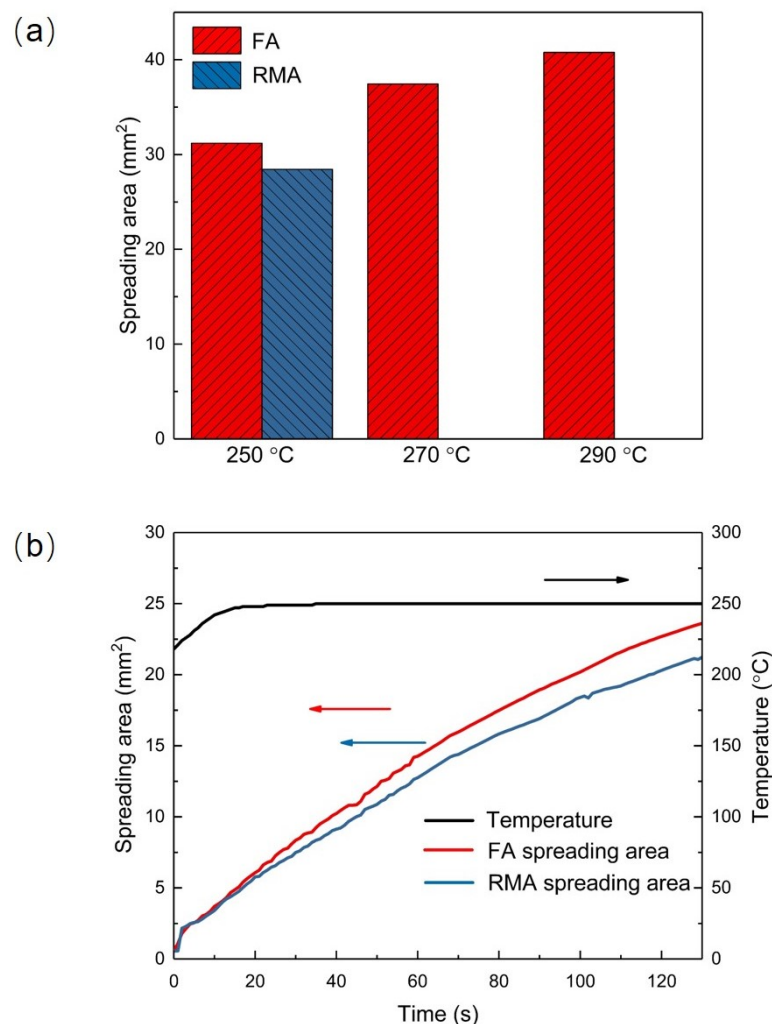 (a)
FA
RMA
Spreading area (mm²)
40
30
20
10
0
250 °C
270 °C
290 °C
(b)
Spreading area (mm²)
30
25
20
15
10
5
0
300
250
200
150
100
50
0
Temperature (°C)
Temperature
FA spreading area
RMA spreading area
0 20 40 60 80 100 120
Time (s)